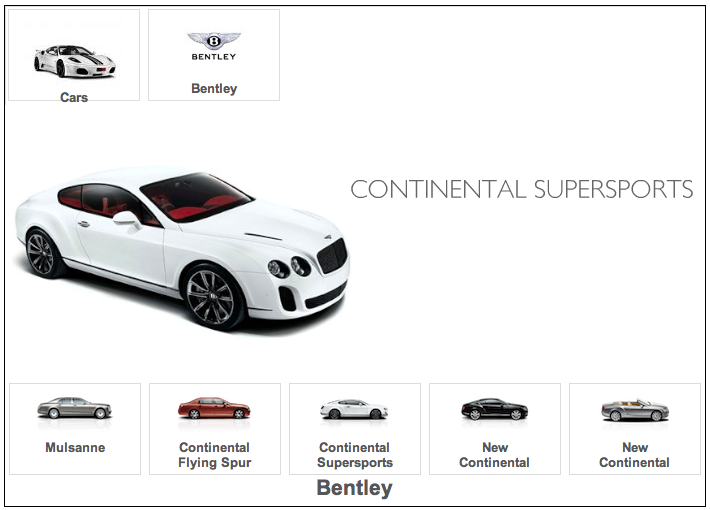 BENTLEY
Cars
Bentley
CONTINENTAL SUPERSPORTS
Mulsanne
Continental
Flying Spur
Continental
Supersports
New
Continental
New
Continental
Bentley